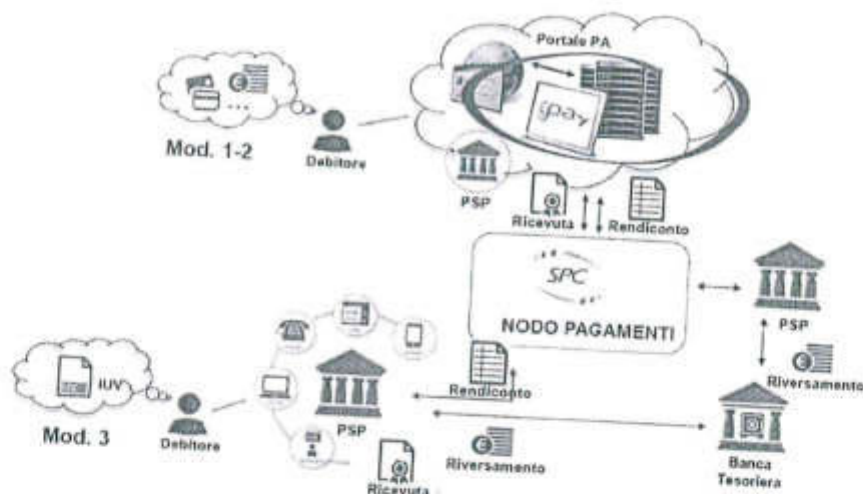 Portale PA
ipay
...
Mod. 1-2
Debitore
PSP
Ricevuta
Rendiconto
SPC
NODO PAGAMENTI
PSP
Riversamento
IUV
Mod. 3
Debitore
PSP
Rendiconto
Riversamento
Ricevuta
Banca
Tesoriera